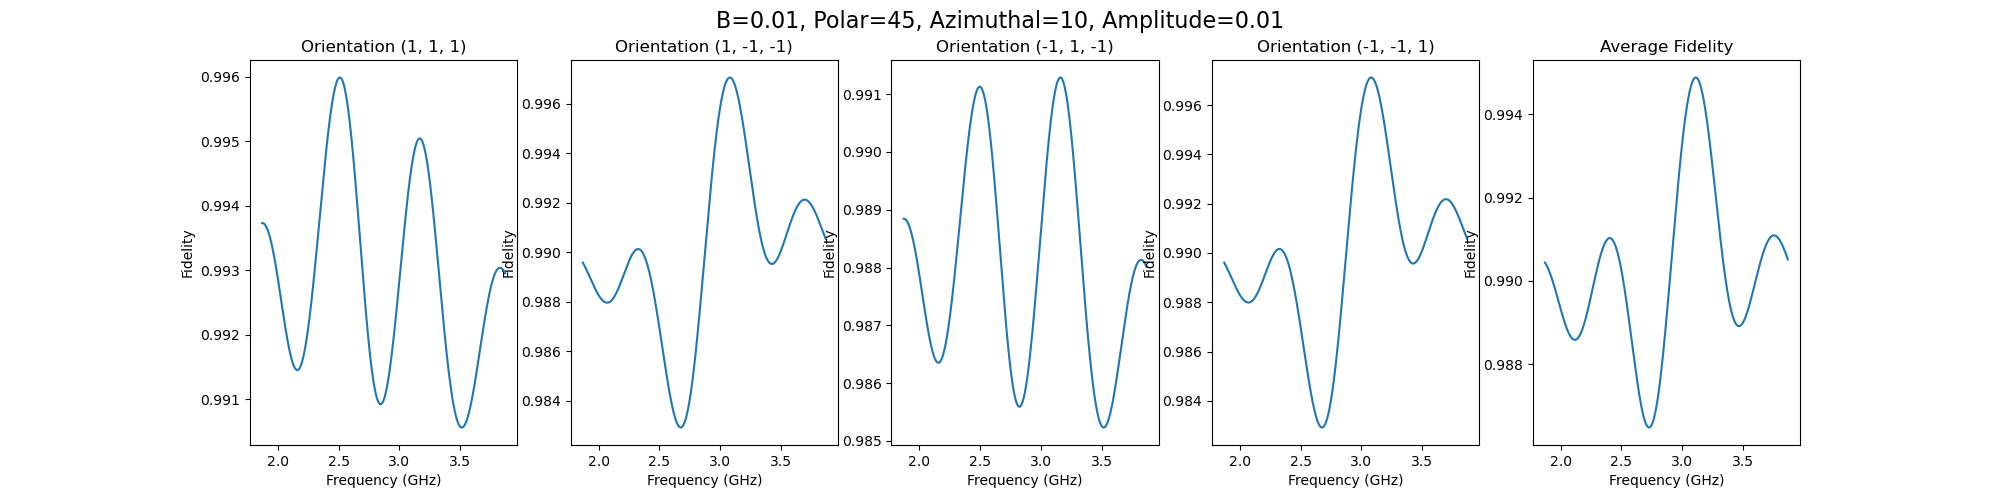 B=0.01, Polar=45, Azimuthal=10, Amplitude=0.01
Orientation (1, 1, 1)
0.996
0.995
0.994
0.993
0.992
0.991
Fidelity
2.0 2.5 3.0 3.5
Frequency (GHz)
Orientation (1, -1, -1)
0.996
0.994
0.992
0.990
0.988
0.986
0.984
Fidelity
2.0 2.5 3.0 3.5
Frequency (GHz)
Orientation (-1, 1, -1)
0.991
0.990
0.989
0.988
0.987
0.986
0.985
Fidelity
2.0 2.5 3.0 3.5
Frequency (GHz)
Orientation (-1, -1, 1)
0.996
0.994
0.992
0.990
0.988
0.986
0.984
Fidelity
2.0 2.5 3.0 3.5
Frequency (GHz)
Average Fidelity
0.994
0.992
0.990
0.988
Fidelity
2.0 2.5 3.0 3.5
Frequency (GHz)